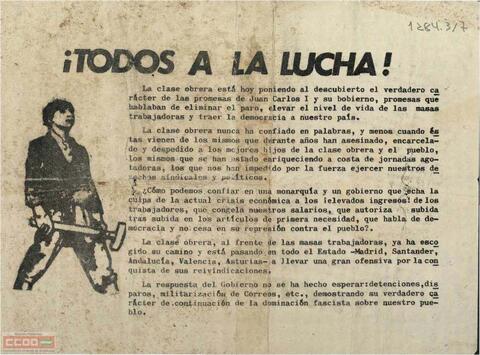 1284.3/7
¡TODOS A LA LUCHA!
La clase obrera está hoy poniendo al descubierto el verdadero ca
rácter de las promesas de Juan Carlos I y su bobierno, promesas que
hablaban de eliminar el paro, elevar el nivel de vida de las masas
trabajadoras y traer la democracia a nuestro país.
La clase obrera nunca ha confiado en palabras, y menos cuando és
tas vienen de los mismos que durante años han asesinado, encarcela-
do y despedido a los mejores hijos de la clase obrera y el pueblo,
los mismos que se han estado enriqueciendo a costa de jornadas ago-
tadoras, los que nos han impedido por la fuerza ejercer nuestros de
rechos sindicales y políticos.
¿Cómo podemos confiar en una monarquía y un gobierno que echa la
culpa de la actual crisis económica a los ¡elevados ingresos! de los
trabajadores, que congela nuestros salarios, que autoriza subida
tras subida en los artículos de primera necesidad, que habla de de-
mocracia y no cesa en su represión contra el pueblo?.
La clase obrera, al frente de las masas trabajadoras, ya ha esco
gido su camino y está pasando en todo el Estado -Madrid, Santander,
Andalucía, Valencia, Asturias- a llevar una gran ofensiva por la con
quista de sus reivindicaciones.
La respuesta del Gobierno no se ha hecho esperar:detenciones,dis
paros, militarización de Correos, etc., demostrando su verdadero ca
rácter de continuación de la dominación fascista sobre nuestro pue-
blo.
CCOO